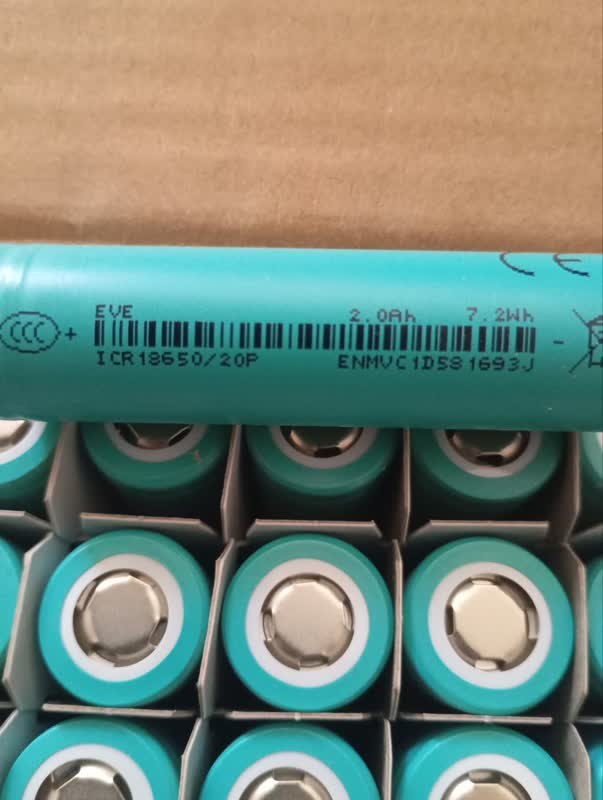 CE
EVE 2.0Ah 7.2Wh
CCC + -
ICR18650/20P ENMVC1D581693J